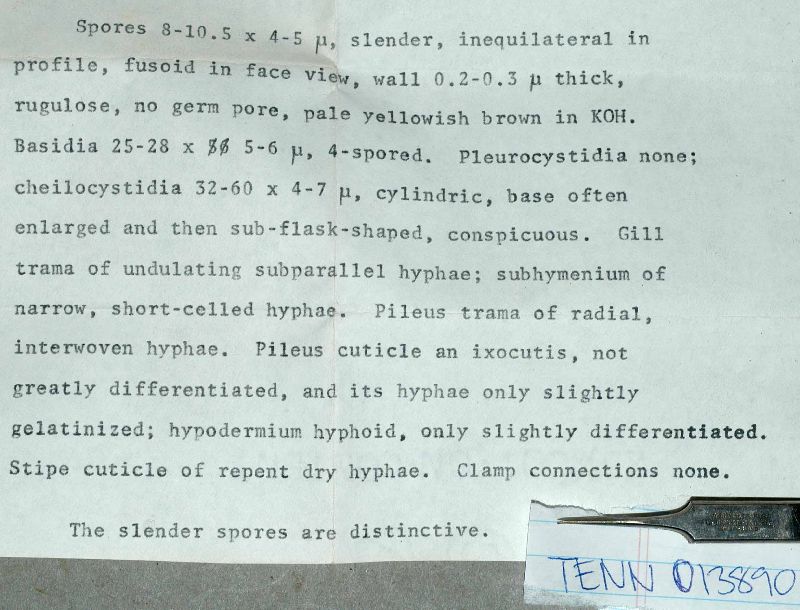 Spores 8-10.5 x 4-5 µ, slender, inequilateral in
profile, fusoid in face view, wall 0.2-0.3 µ thick,
rugulose, no germ pore, pale yellowish brown in KOH.
Basidia 25-28 x 5-6 µ, 4-spored. Pleurocystidia none;
cheilocystidia 32-60 x 4-7 µ, cylindric, base often
enlarged and then sub-flask-shaped, conspicuous. Gill
trama of undulating subparallel hyphae; subhymenium of
narrow, short-celled hyphae. Pileus trama of radial,
interwoven hyphae. Pileus cuticle an ixocutis, not
greatly differentiated, and its hyphae only slightly
gelatinized; hypodermium hyphoid, only slightly differentiated.
Stipe cuticle of repent dry hyphae. Clamp connections none.
The slender spores are distinctive.
TENN 013890